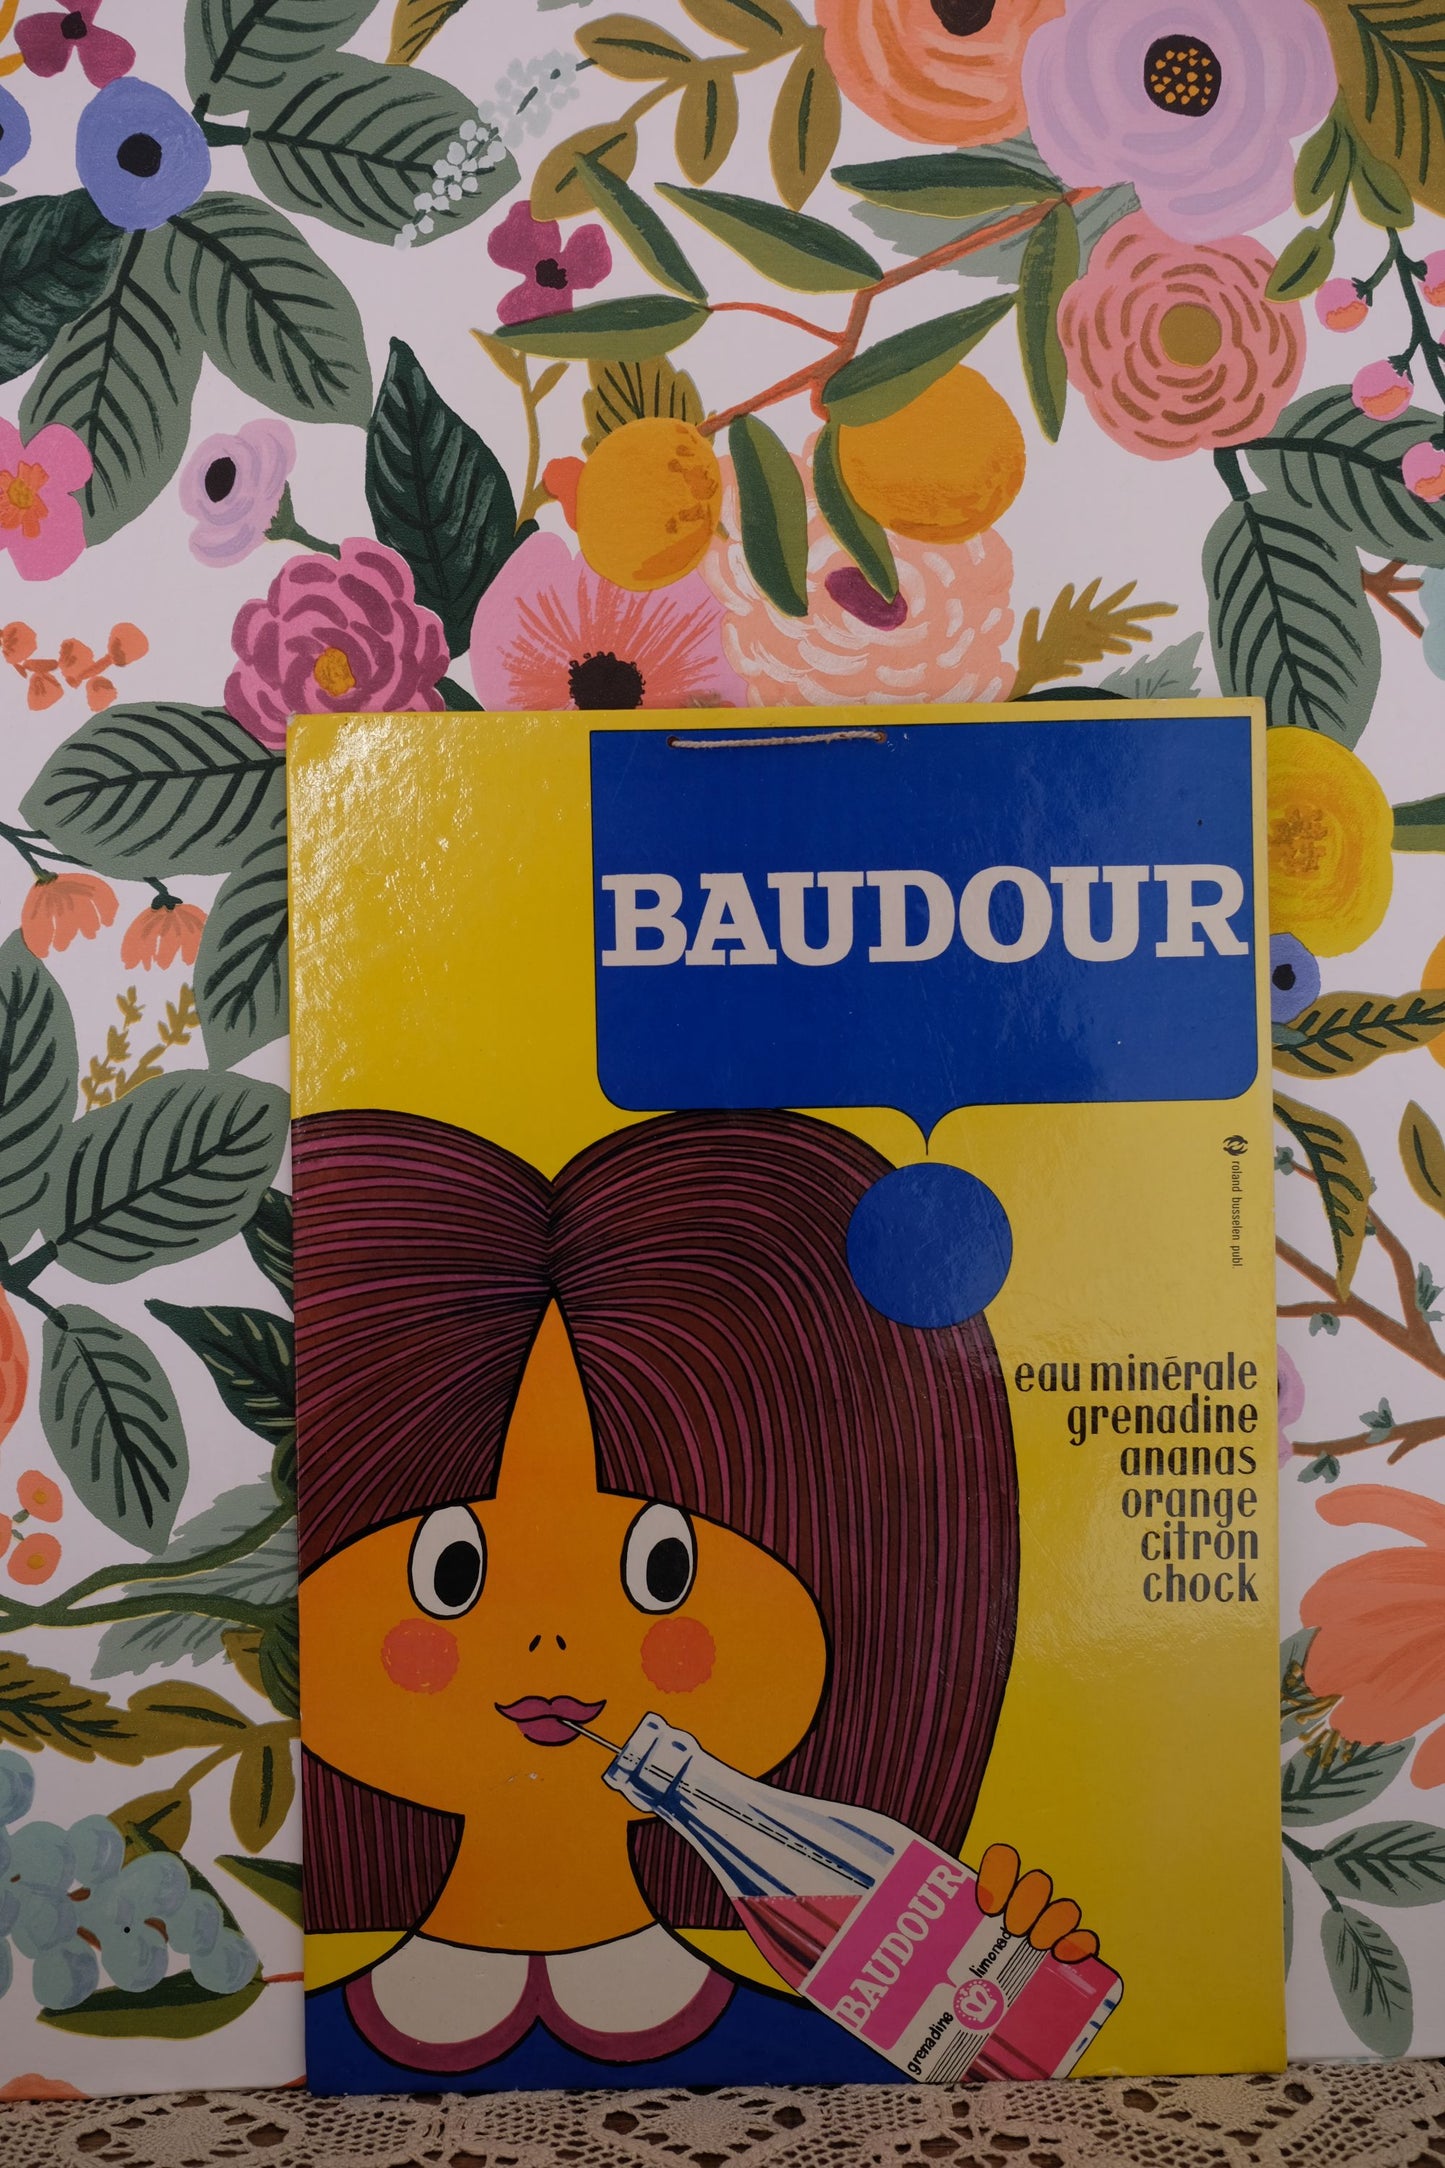 BAUDOUR
roland busselen publ.
eau minérale
grenadine
ananas
orange
citron
chock
BAUDOUR
limonad
grenadine
B